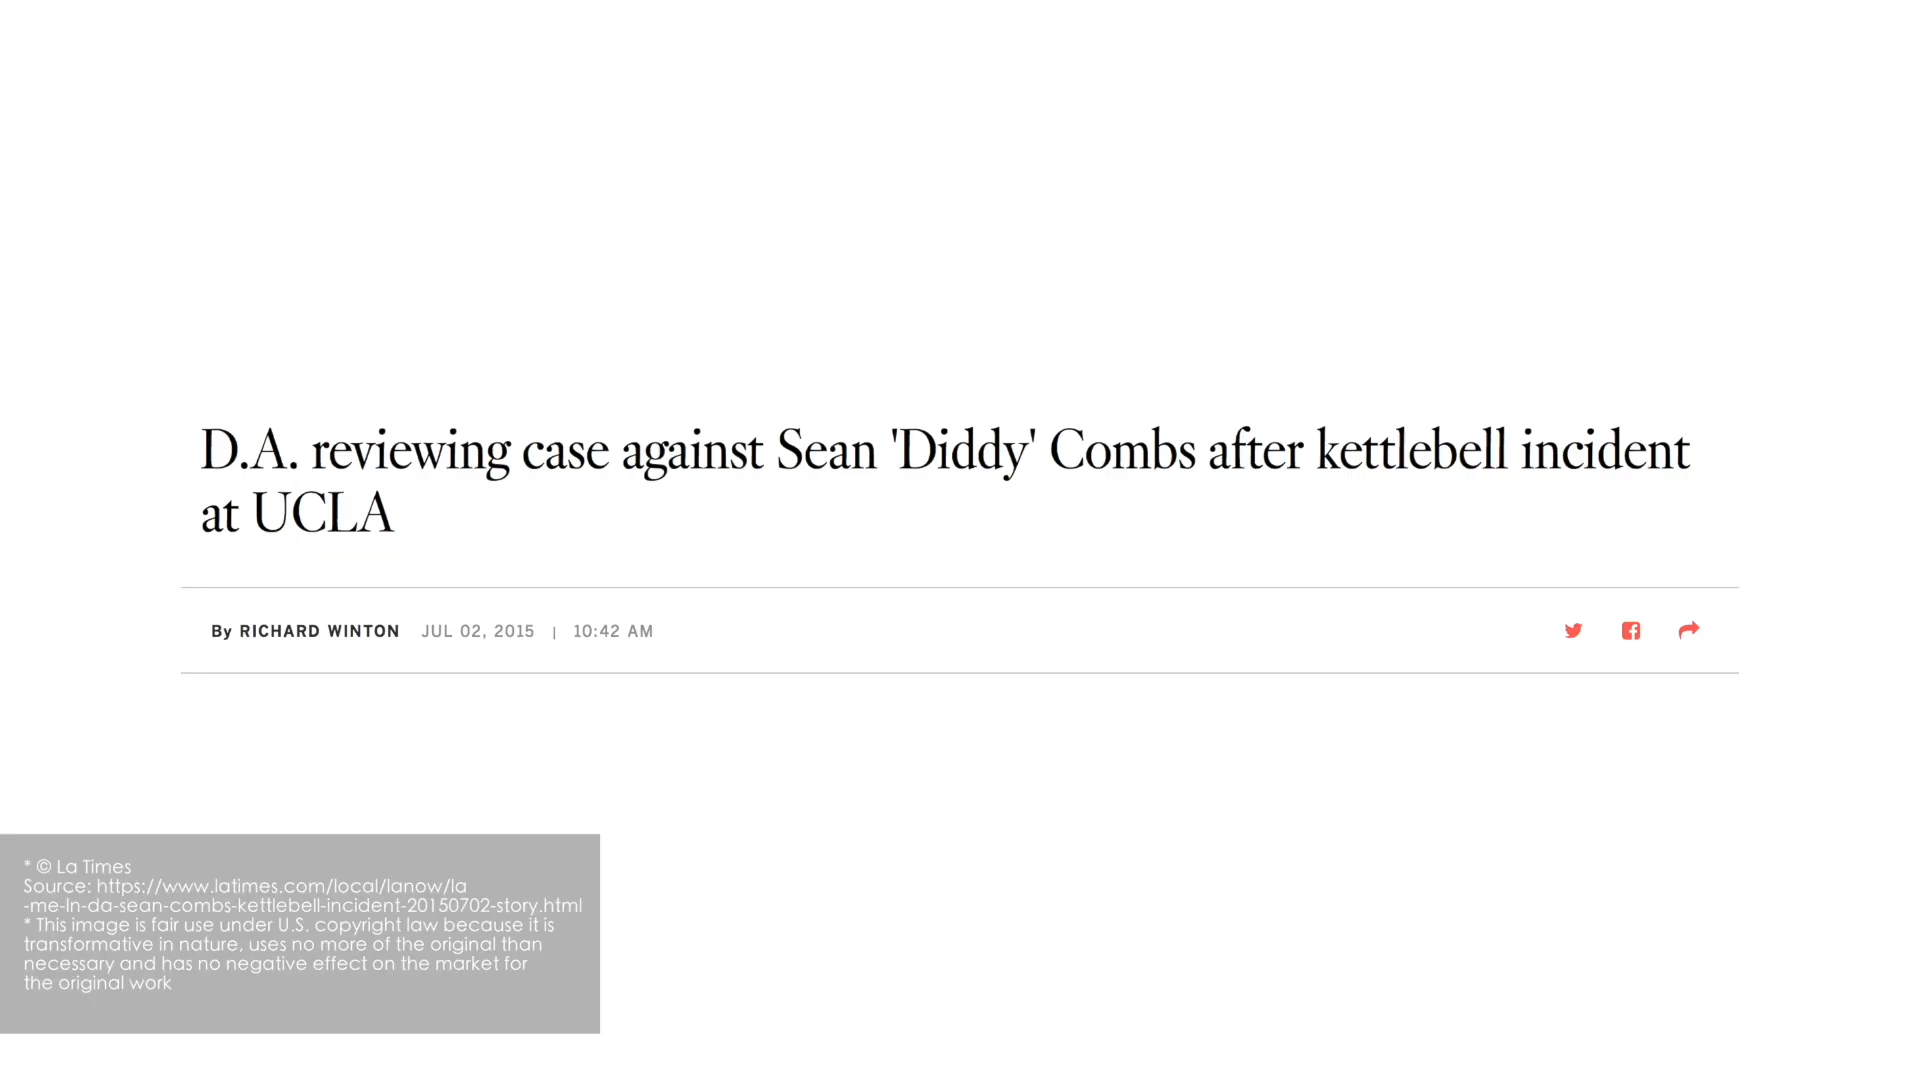 D.A. reviewing case against Sean 'Diddy' Combs after kettlebell incident
at UCLA
By RICHARD WINTON JUL 02, 2015 | 10:42 AM
* © La Times
Source: https://www.latimes.com/local/lanow/la
-me-ln-da-sean-combs-kettlebell-incident-20150702-story.html
* This image is fair use under U.S. copyright law because it is
transformative in nature, uses no more of the original than
necessary and has no negative effect on the market for
the original work